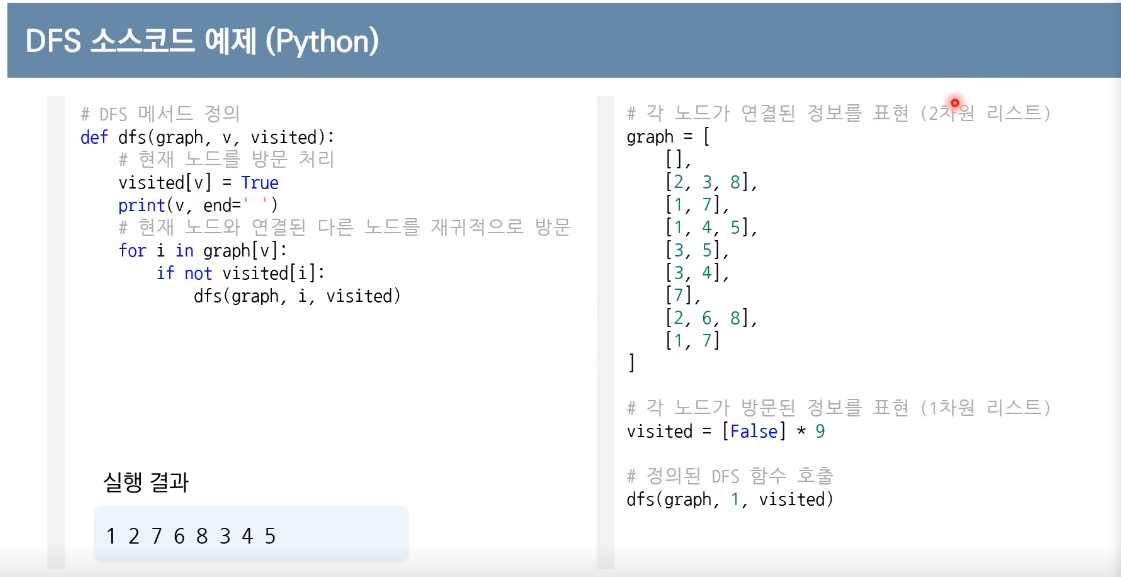 DFS 소스코드 예제 (Python)
# DFS 메서드 정의
def dfs(graph, v, visited):
    # 현재 노드를 방문 처리
    visited[v] = True
    print(v, end=' ')
    # 현재 노드와 연결된 다른 노드를 재귀적으로 방문
    for i in graph[v]:
        if not visited[i]:
            dfs(graph, i, visited)
실행 결과
1 2 7 6 8 3 4 5
# 각 노드가 연결된 정보를 표현 (2차원 리스트)
graph = [
    [],
    [2, 3, 8],
    [1, 7],
    [1, 4, 5],
    [3, 5],
    [3, 4],
    [7],
    [2, 6, 8],
    [1, 7]
]
# 각 노드가 방문된 정보를 표현 (1차원 리스트)
visited = [False] * 9
# 정의된 DFS 함수 호출
dfs(graph, 1, visited)